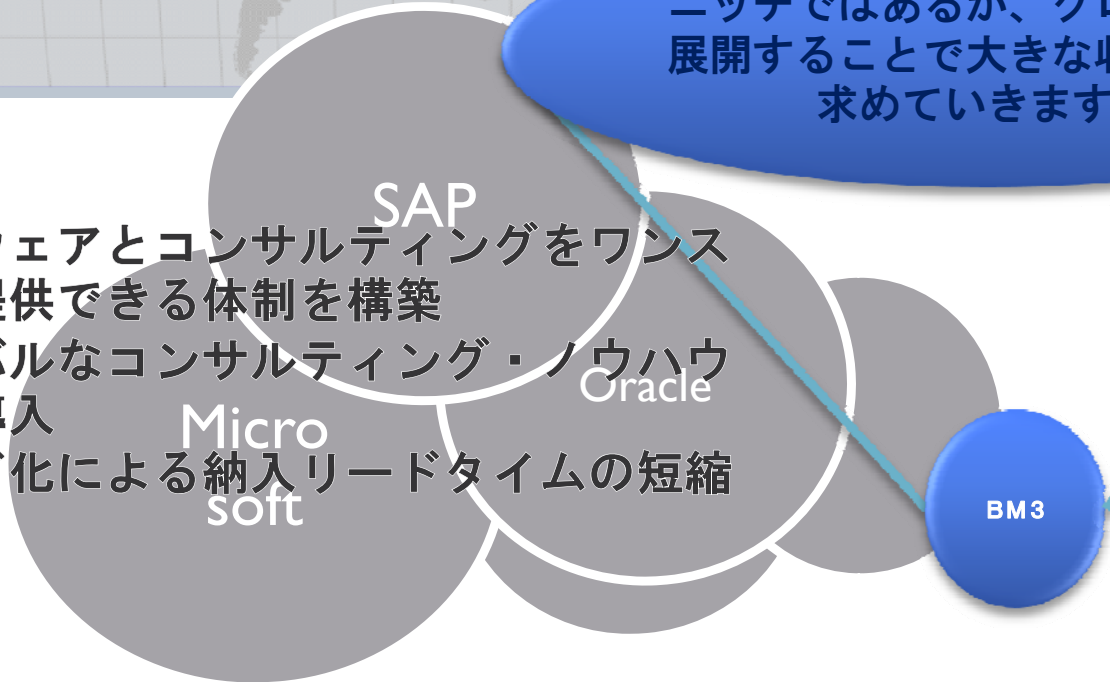 ニッチではあるが、グロ
展開することで大きな収
求めていきます
SAP
ウェアとコンサルティングをワンス
提供できる体制を構築
バルなコンサルティング・ノウハウ
導入
Oracle
Micro
soft
化による納入リードタイムの短縮
BM3